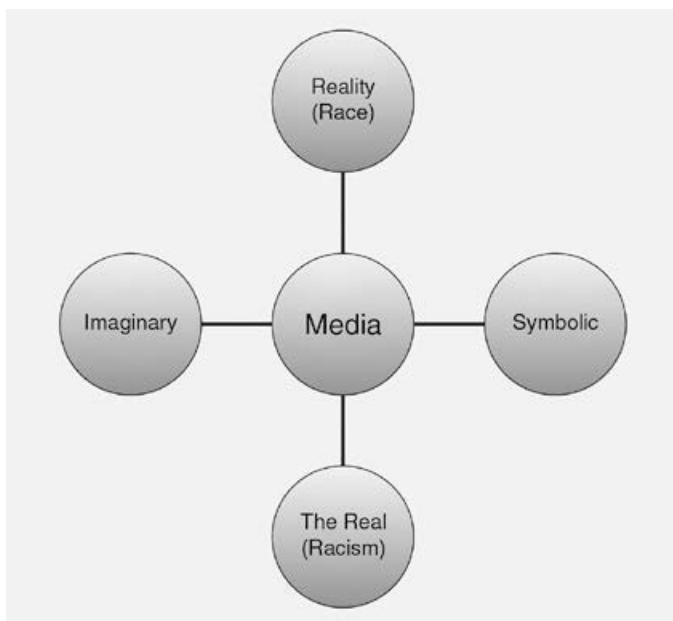 Reality
(Race)
Imaginary
Media
Symbolic
The Real
(Racism)